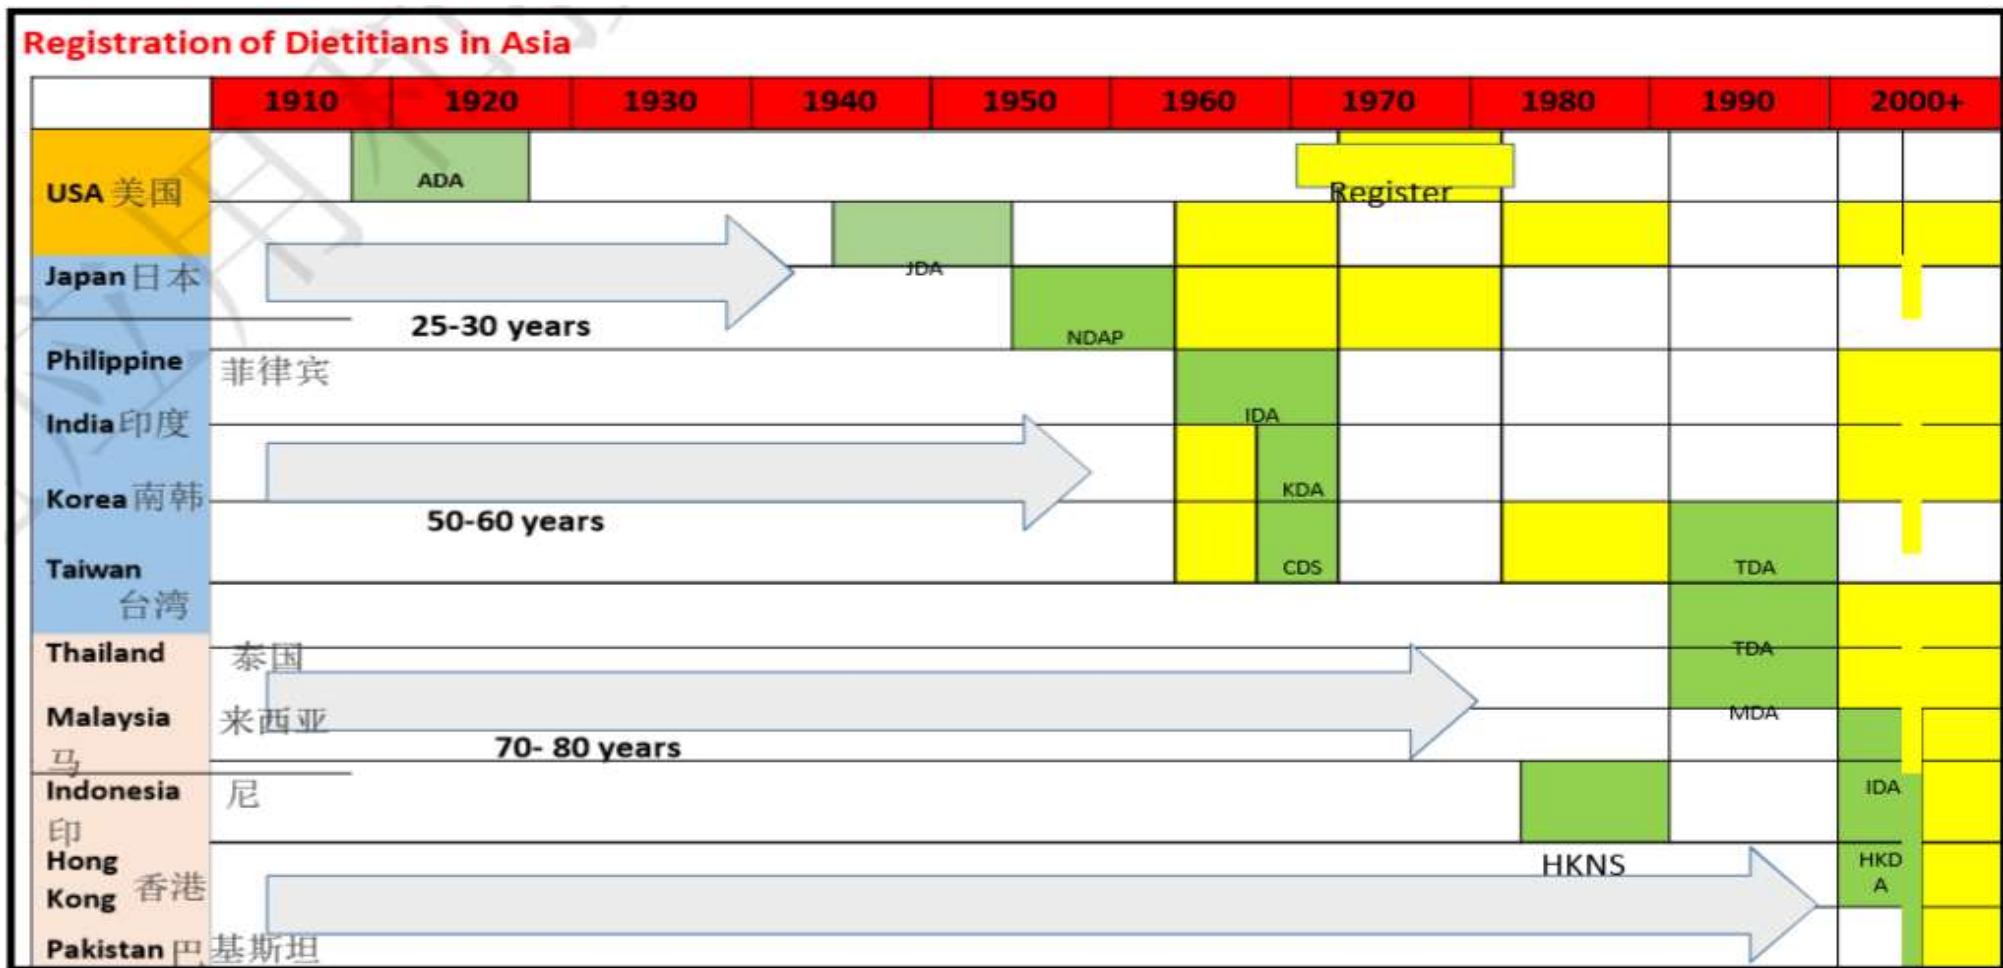 Registration of Dietitians in Asia
1910 1920 1930 1940 1950 1960 1970 1980 1990 2000+
USA 美国
ADA
Register
Japan 日本
JDA
25-30 years
NDAP
Philippine 菲律宾
India 印度
IDA
Korea 南韩
KDA
50-60 years
Taiwan
CDS
TDA
台湾
Thailand 泰国
TDA
Malaysia 来西亚
MDA
马
70- 80 years
Indonesia 尼
IDA
印
Hong
HKNS
HKD
Kong 香港
A
Pakistan 巴基斯坦
应用和